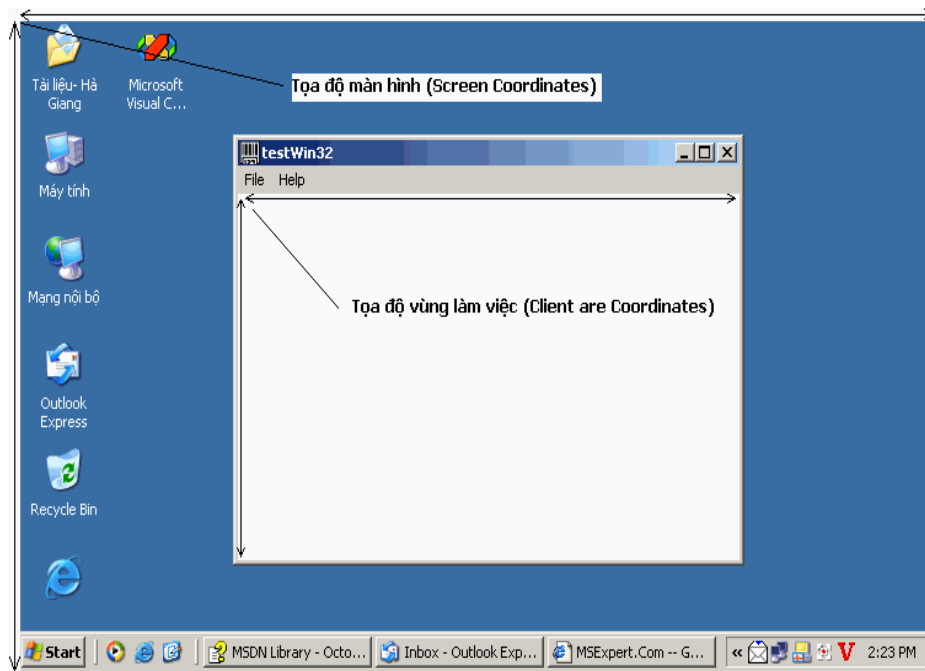 Tài liệu- Hà
Giang
Microsoft
Visual C...
Tọa độ màn hình (Screen Coordinates)
Máy tính
testWin32
File Help
Mạng nội bộ
Tọa độ vùng làm việc (Client are Coordinates)
Outlook
Express
Recycle Bin
Start
MSDN Library - Octo...
Inbox - Outlook Exp...
MSExpert.Com -- G...
«
V
2:23 PM